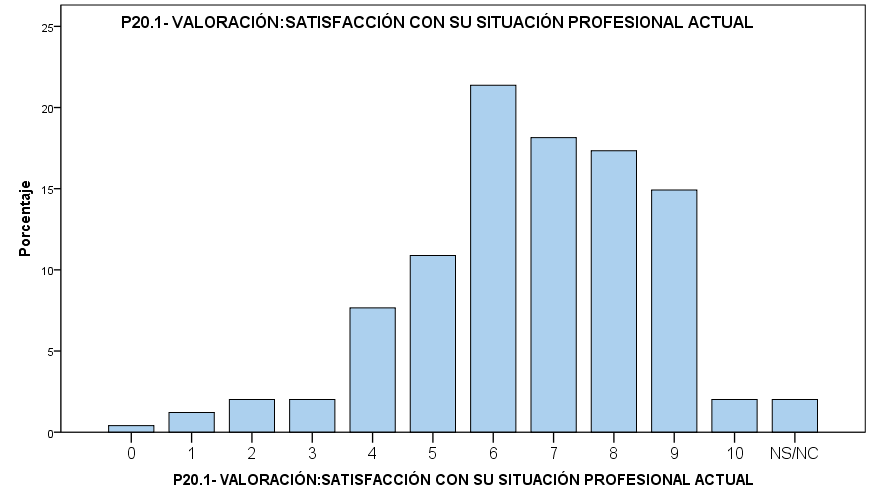 P20.1- VALORACIÓN:SATISFACCIÓN CON SU SITUACIÓN PROFESIONAL ACTUAL
25
20
15
10
5
0
Porcentaje
0 1 2 3 4 5 6 7 8 9 10 NS/NC
P20.1- VALORACIÓN:SATISFACCIÓN CON SU SITUACIÓN PROFESIONAL ACTUAL